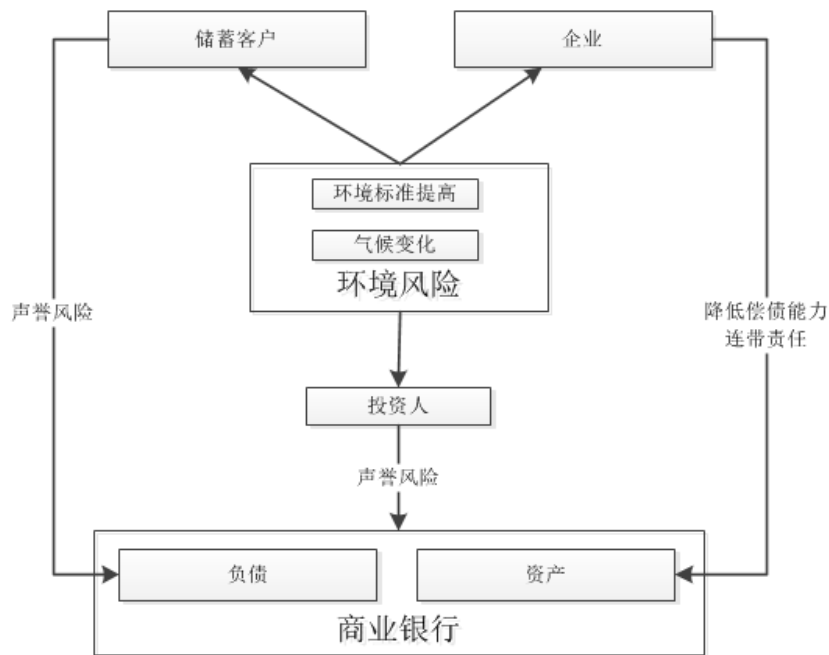 储蓄客户
企业
环境标准提高
气候变化
环境风险
声誉风险
降低偿债能力
连带责任
投资人
声誉风险
负债
资产
商业银行